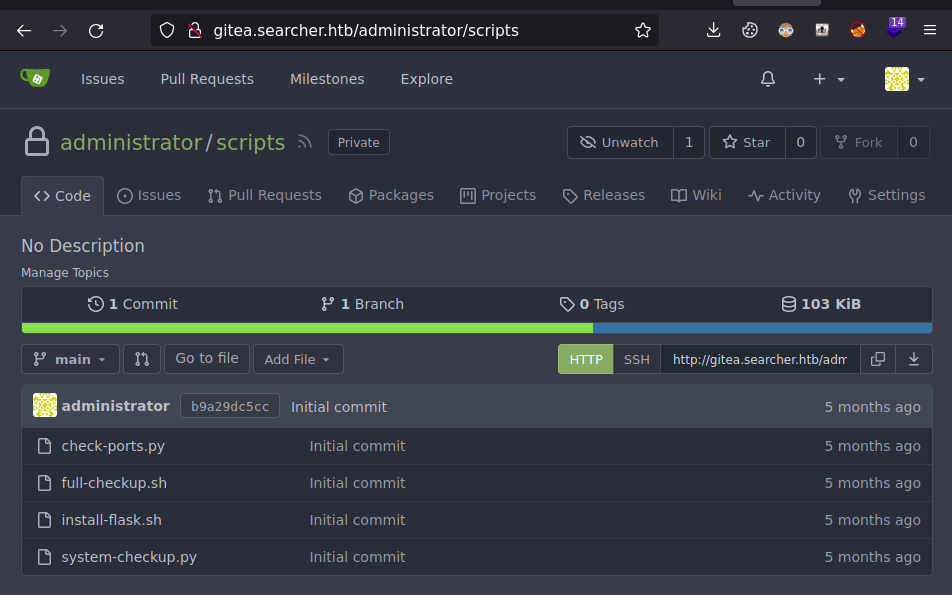 14
gitea.searcher.htb/administrator/scripts
Issues Pull Requests Milestones Explore
administrator/scripts Private Unwatch 1 Star 0 Fork 0
Code Issues Pull Requests Packages Projects Releases Wiki Activity Settings
No Description
Manage Topics
1 Commit 1 Branch 0 Tags 103 KiB
main Go to file Add File HTTP SSH http://gitea.searcher.htb/adm
administrator b9a29dc5cc Initial commit 5 months ago
check-ports.py Initial commit 5 months ago
full-checkup.sh Initial commit 5 months ago
install-flask.sh Initial commit 5 months ago
system-checkup.py Initial commit 5 months ago